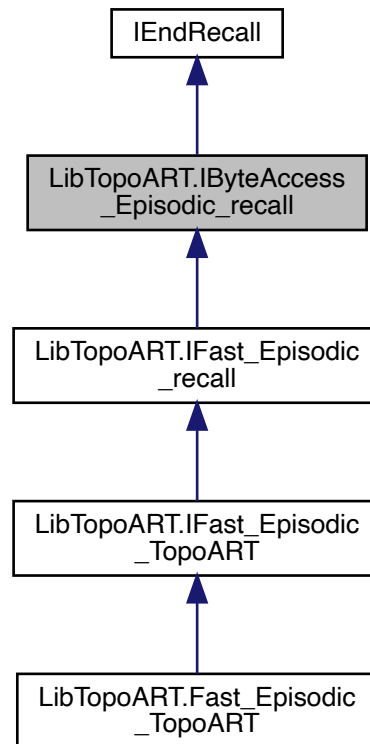 IEndRecall
LibTopoART.IByteAccess
_Episodic_recall
LibTopoART.IFast_Episodic
_recall
LibTopoART.IFast_Episodic
_TopoART
LibTopoART.Fast_Episodic
_TopoART